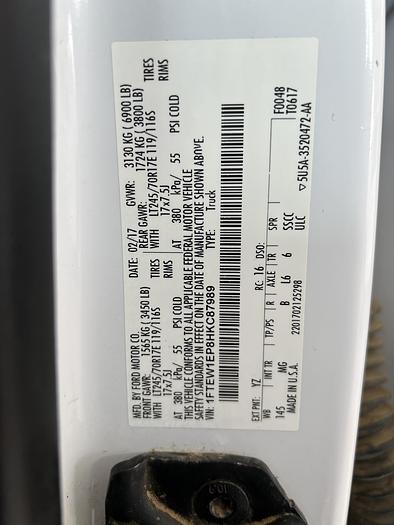 MFD. BY FORD MOTOR CO.
DATE: 02/17
GVWR: 3130 KG ( 6900 LB)
FRONT GAWR: 1565KG ( 3450 LB)
REAR GAWR: 1724 KG ( 3800 LB)
WITH LT245/70R17E 119/116S TIRES
WITH LT245/70R17E 119/116S TIRES
17x7.5J RIMS
17x7.5J RIMS
AT 380 kPa/ 55 PSI COLD
AT 380 kPa/ 55 PSI COLD
THIS VEHICLE CONFORMS TO ALL APPLICABLE FEDERAL MOTOR VEHICLE
SAFETY STANDARDS IN EFFECT ON THE DATE OF MANUFACTURE SHOWN ABOVE.
VIN: 1FTEW1EP8HKC87989
TYPE: Truck
F0048
T0617
EXT PNT: YZ
RC: 16 DSO:
WB INT TR TP/PS R AXLE TR SPR
145 MG B L6 6 SSCC
ULC
MADE IN U.S.A.
2201702125298
▽ 5U5A-3520472-AA